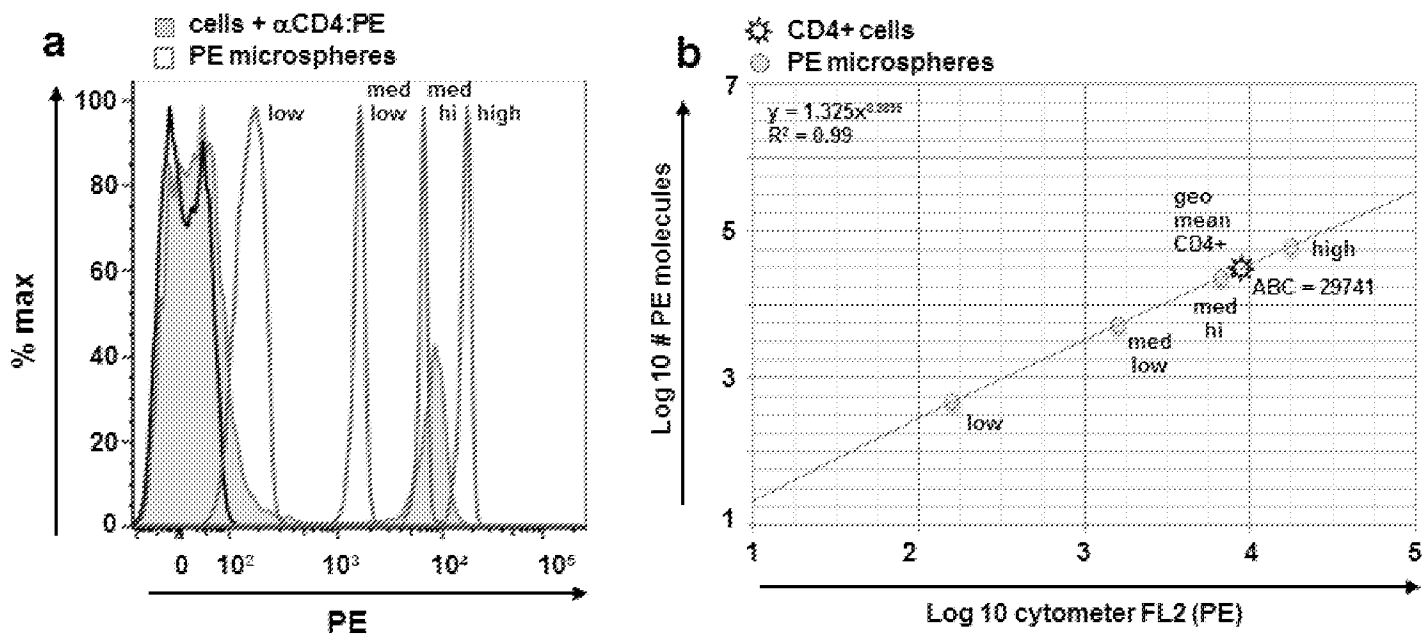 a
cells + αCD4:PE
PE microspheres
low
med
low
med
hi
high
100
80
60
40
20
0
% max
0
10²
10³
10⁴
10⁵
PE
b
CD4+ cells
PE microspheres
7
5
3
1
R² = 0.99
geo
mean
CD4+
high
ABC = 29741
med
hi
med
low
low
Log 10 # PE molecules
1
2
3
4
5
Log 10 cytometer FL2 (PE)